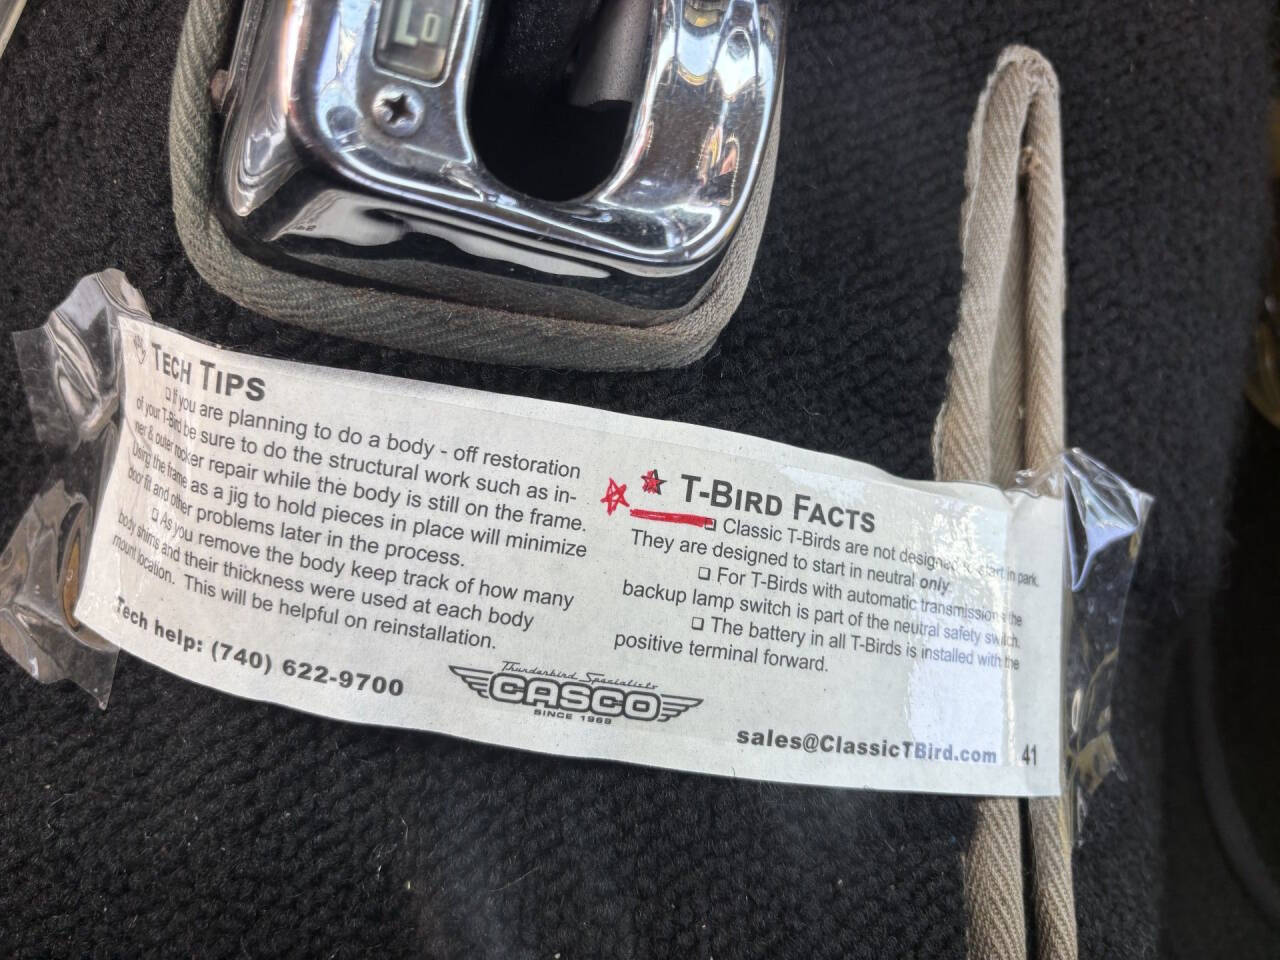 Lo
TECH TIPS
❏ If you are planning to do a body - off restoration
of your T-Bird be sure to do the structural work such as in-
ner & outer rocker repair while the body is still on the frame.
Using the frame as a jig to hold pieces in place will minimize
door fit and other problems later in the process.
❏ As you remove the body keep track of how many
body shims and their thickness were used at each body
mount location. This will be helpful on reinstallation.
Tech help: (740) 622-9700
T-BIRD FACTS
❏ Classic T-Birds are not designed to start in park.
They are designed to start in neutral only.
❏ For T-Birds with automatic transmissions the
backup lamp switch is part of the neutral safety switch.
❏ The battery in all T-Birds is installed with the
positive terminal forward.
Thunderbird Specialists
CASCO
SINCE 1969
sales@ClassicTBird.com 41